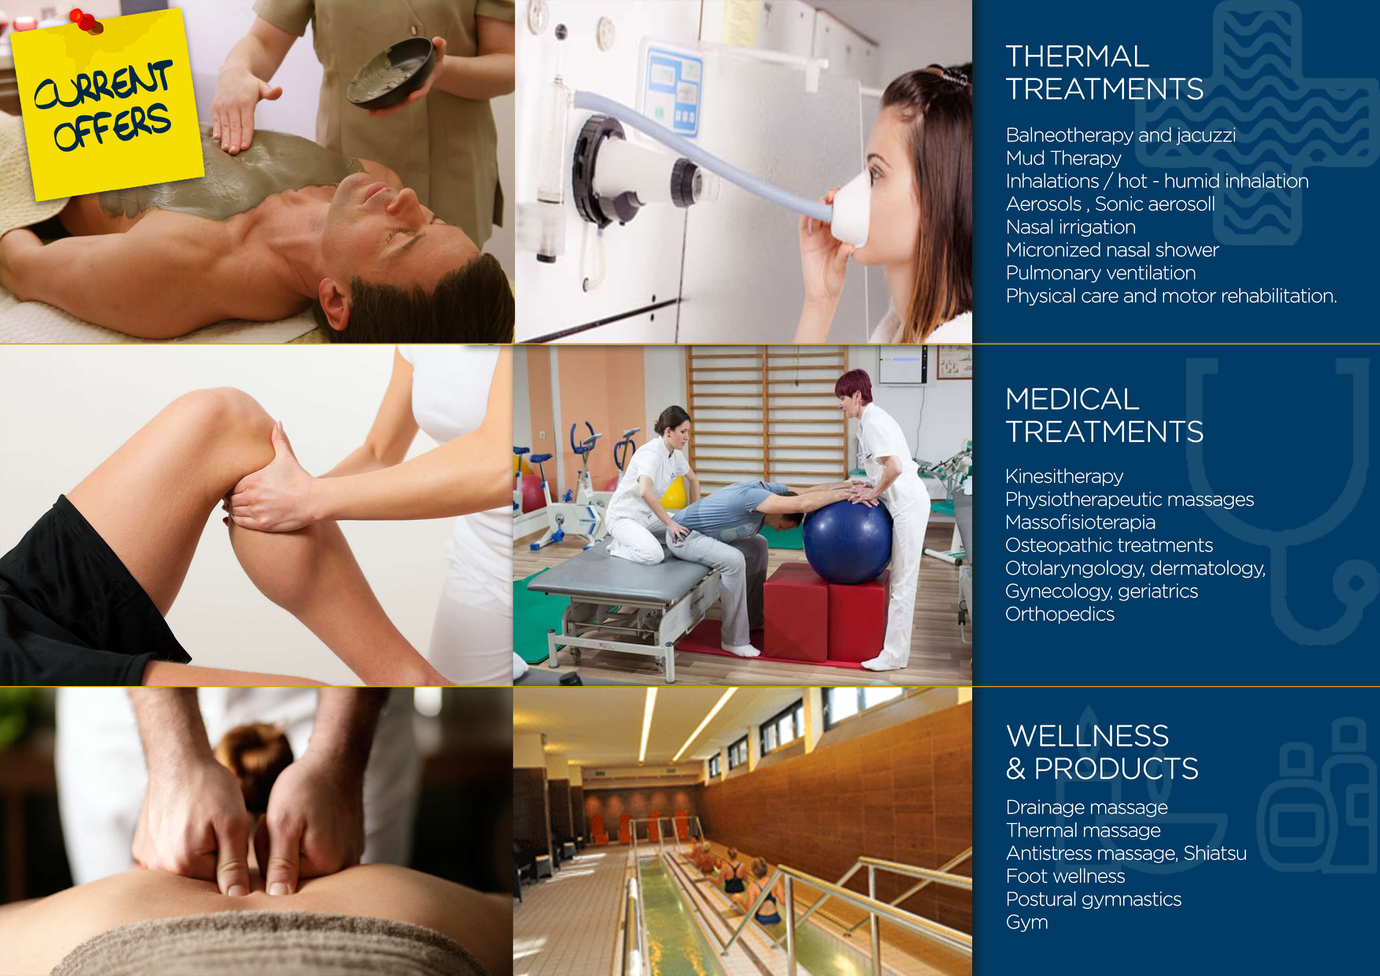 CURRENT
OFFERS
THERMAL
TREATMENTS
Balneotherapy and jacuzzi
Mud Therapy
Inhalations / hot - humid inhalation
Aerosols , Sonic aerosoll
Nasal irrigation
Micronized nasal shower
Pulmonary ventilation
Physical care and motor rehabilitation.
MEDICAL
TREATMENTS
Kinesitherapy
Physiotherapeutic massages
Massofisioterapia
Osteopathic treatments
Otolaryngology, dermatology,
Gynecology, geriatrics
Orthopedics
WELLNESS
& PRODUCTS
Drainage massage
Thermal massage
Antistress massage, Shiatsu
Foot wellness
Postural gymnastics
Gym